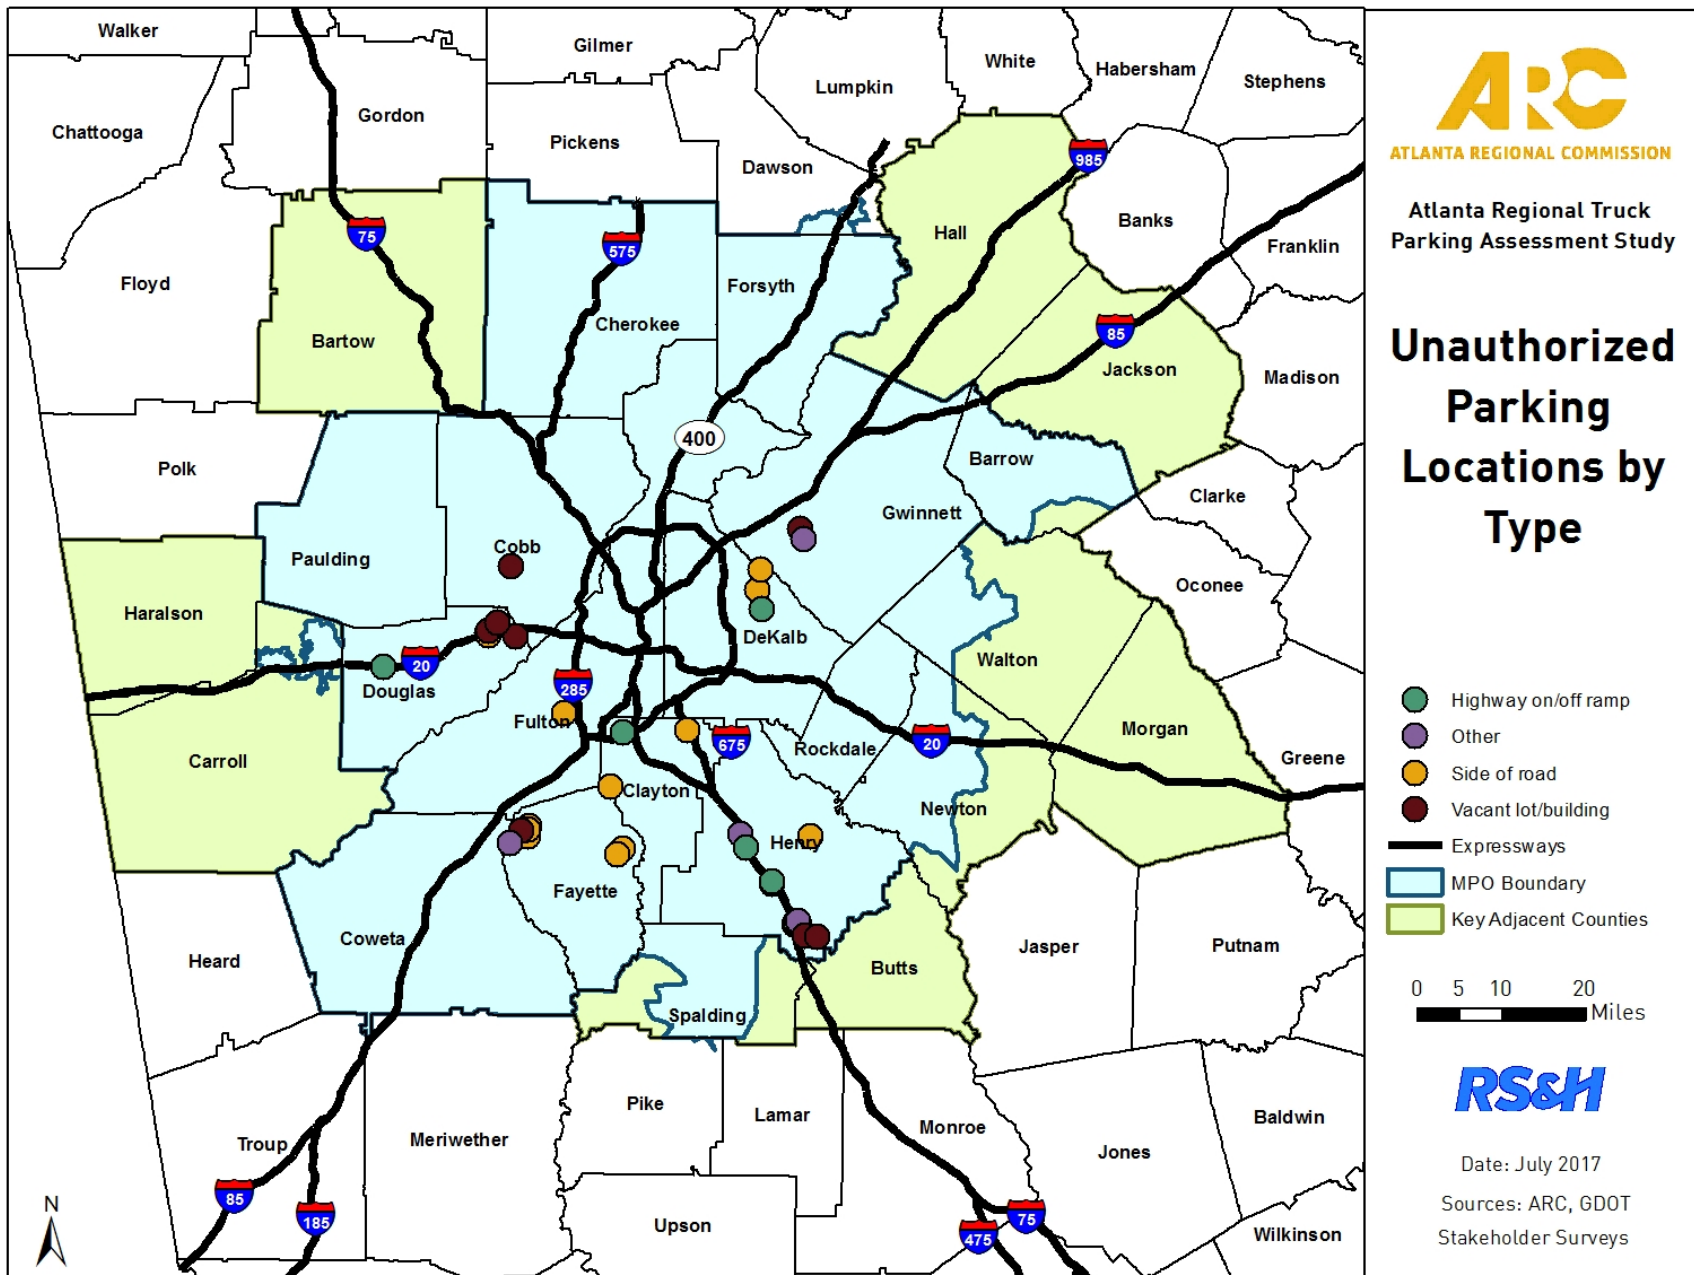 Walker
Gilmer
White
Habersham
Stephens
Lumpkin
Chattooga
Gordon
Pickens
Dawson
985
Banks
Franklin
75
575
Hall
Floyd
Forsyth
Cherokee
Bartow
85
Jackson
Madison
400
Polk
Barrow
Clarke
Gwinnett
Cobb
Paulding
Oconee
Haralson
DeKalb
Walton
20
Douglas
285
Fulton
675
Rockdale
20
Morgan
Greene
Carroll
Clayton
Newton
Henry
Fayette
Coweta
Heard
Butts
Jasper
Putnam
Spalding
Pike
Lamar
Monroe
Baldwin
Troup
Meriwether
Jones
85
185
Upson
475
75
Wilkinson
N
ARC
ATLANTA REGIONAL COMMISSION
Atlanta Regional Truck
Parking Assessment Study
Unauthorized
Parking
Locations by
Type
Highway on/off ramp
Other
Side of road
Vacant lot/building
Expressways
MPO Boundary
Key Adjacent Counties
0 5 10 20
Miles
RS&H
Date: July 2017
Sources: ARC, GDOT
Stakeholder Surveys